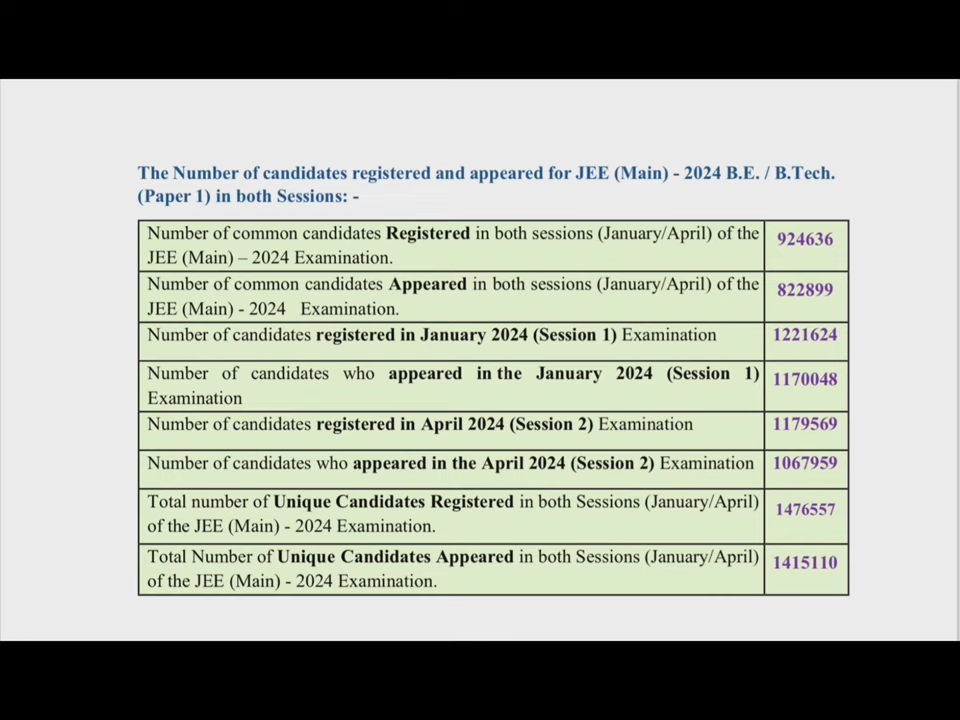 The Number of candidates registered and appeared for JEE (Main) - 2024 B.E. / B.Tech.
(Paper 1) in both Sessions: -
Number of common candidates Registered in both sessions (January/April) of the
JEE (Main) – 2024 Examination.
924636
Number of common candidates Appeared in both sessions (January/April) of the
JEE (Main) - 2024 Examination.
822899
Number of candidates registered in January 2024 (Session 1) Examination
1221624
Number of candidates who appeared in the January 2024 (Session 1)
Examination
1170048
Number of candidates registered in April 2024 (Session 2) Examination
1179569
Number of candidates who appeared in the April 2024 (Session 2) Examination
1067959
Total number of Unique Candidates Registered in both Sessions (January/April)
of the JEE (Main) - 2024 Examination.
1476557
Total Number of Unique Candidates Appeared in both Sessions (January/April)
of the JEE (Main) - 2024 Examination.
1415110